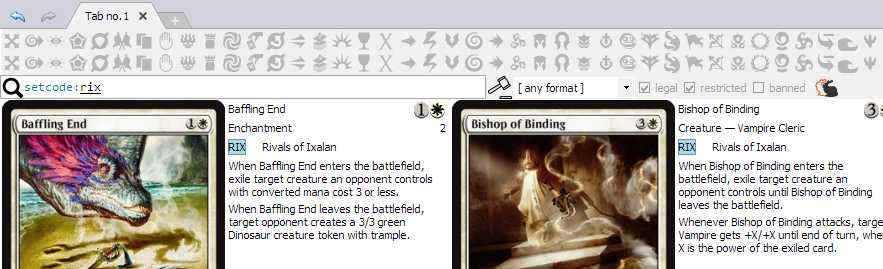 Tab no.1
setcode:rix
[ any format ]
legal
restricted
banned
Baffling End
1
Baffling End
1
Enchantment
2
RIX Rivals of Ixalan
When Baffling End enters the battlefield,
exile target creature an opponent controls
with converted mana cost 3 or less.
When Baffling End leaves the battlefield,
target opponent creates a 3/3 green
Dinosaur creature token with trample.
Bishop of Binding
3
Bishop of Binding
3
Creature — Vampire Cleric
RIX Rivals of Ixalan
When Bishop of Binding enters the
battlefield, exile target creature an
opponent controls until Bishop of Binding
leaves the battlefield.
Whenever Bishop of Binding attacks, targe
Vampire gets +X/+X until end of turn, whe
X is the power of the exiled card.